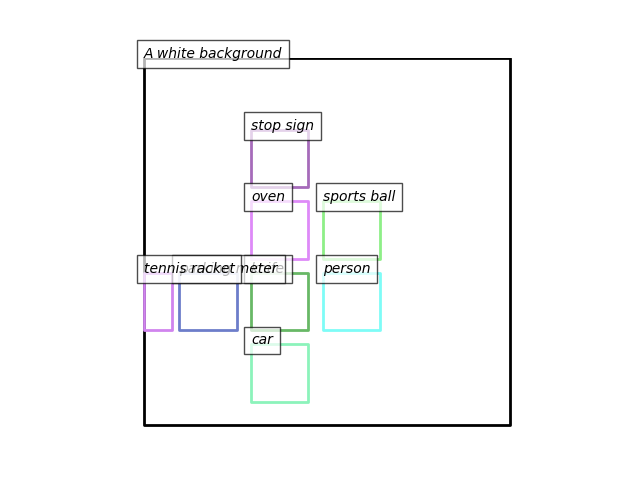 A white background
stop sign
oven
sports ball
tennis racket
meter
person
car